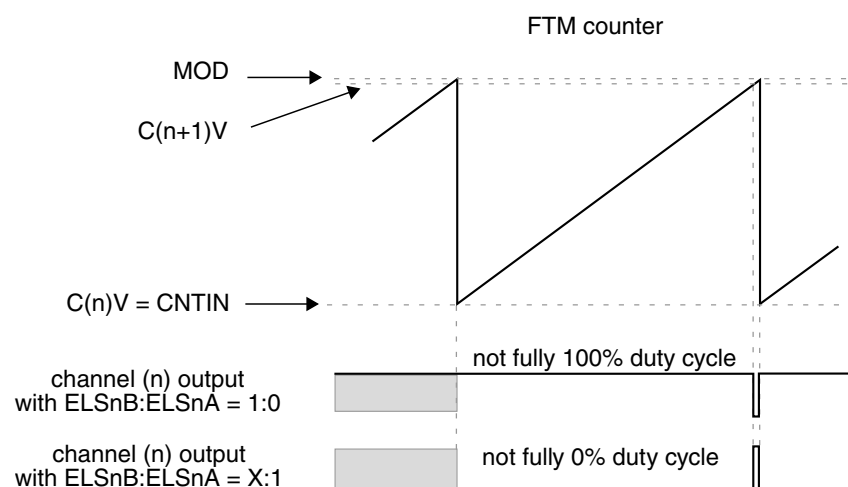 FTM counter
MOD
C(n+1)V
C(n)V = CNTIN
not fully 100% duty cycle
channel (n) output
with ELSnB:ELSnA = 1:0
channel (n) output
with ELSnB:ELSnA = X:1
not fully 0% duty cycle